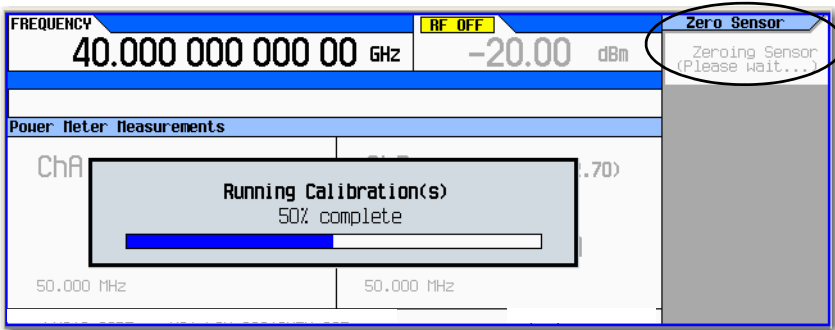 FREQUENCY
40.000 000 000 00 GHz
RF OFF
-20.00 dBm
Zero Sensor
Zeroing Sensor
(Please wait...)
Power Meter Measurements
ChA
.70)
Running Calibration(s)
50% complete
50.000 MHz
50.000 MHz